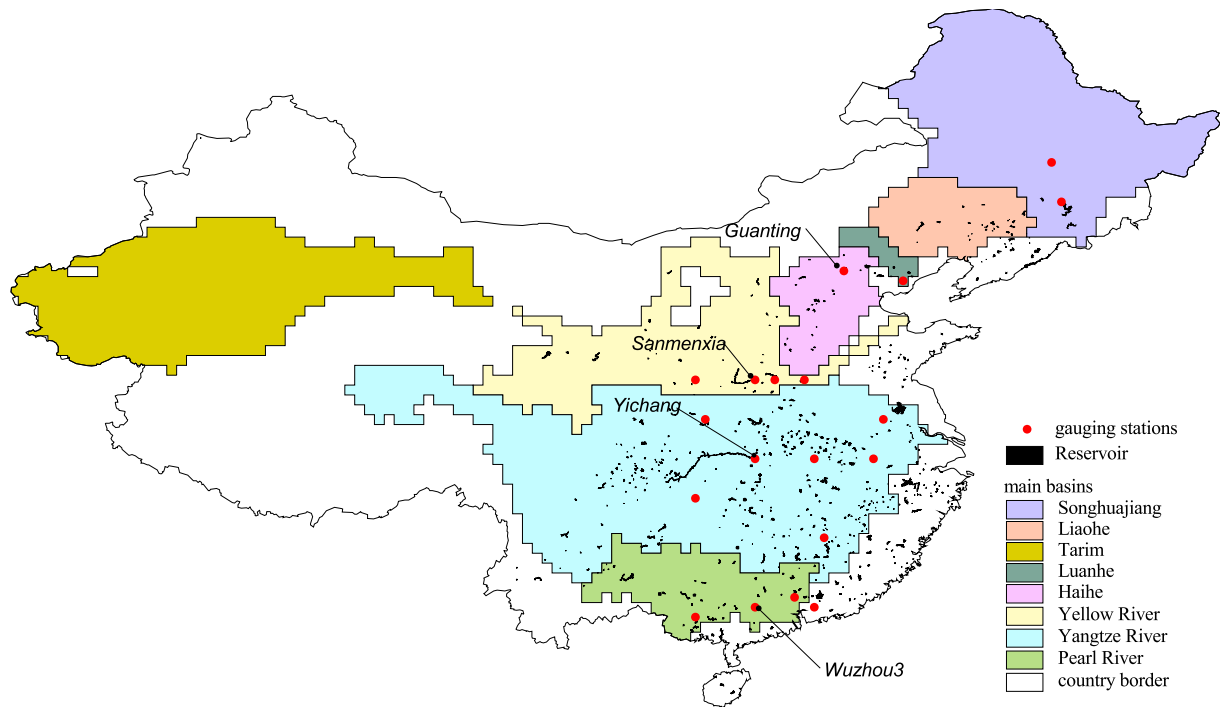 Guanting
Sanmenxia
Yichang
Wuzhou3
gauging stations
Reservoir
main basins
Songhuajiang
Liaohe
Tarim
Luanhe
Haihe
Yellow River
Yangtze River
Pearl River
country border